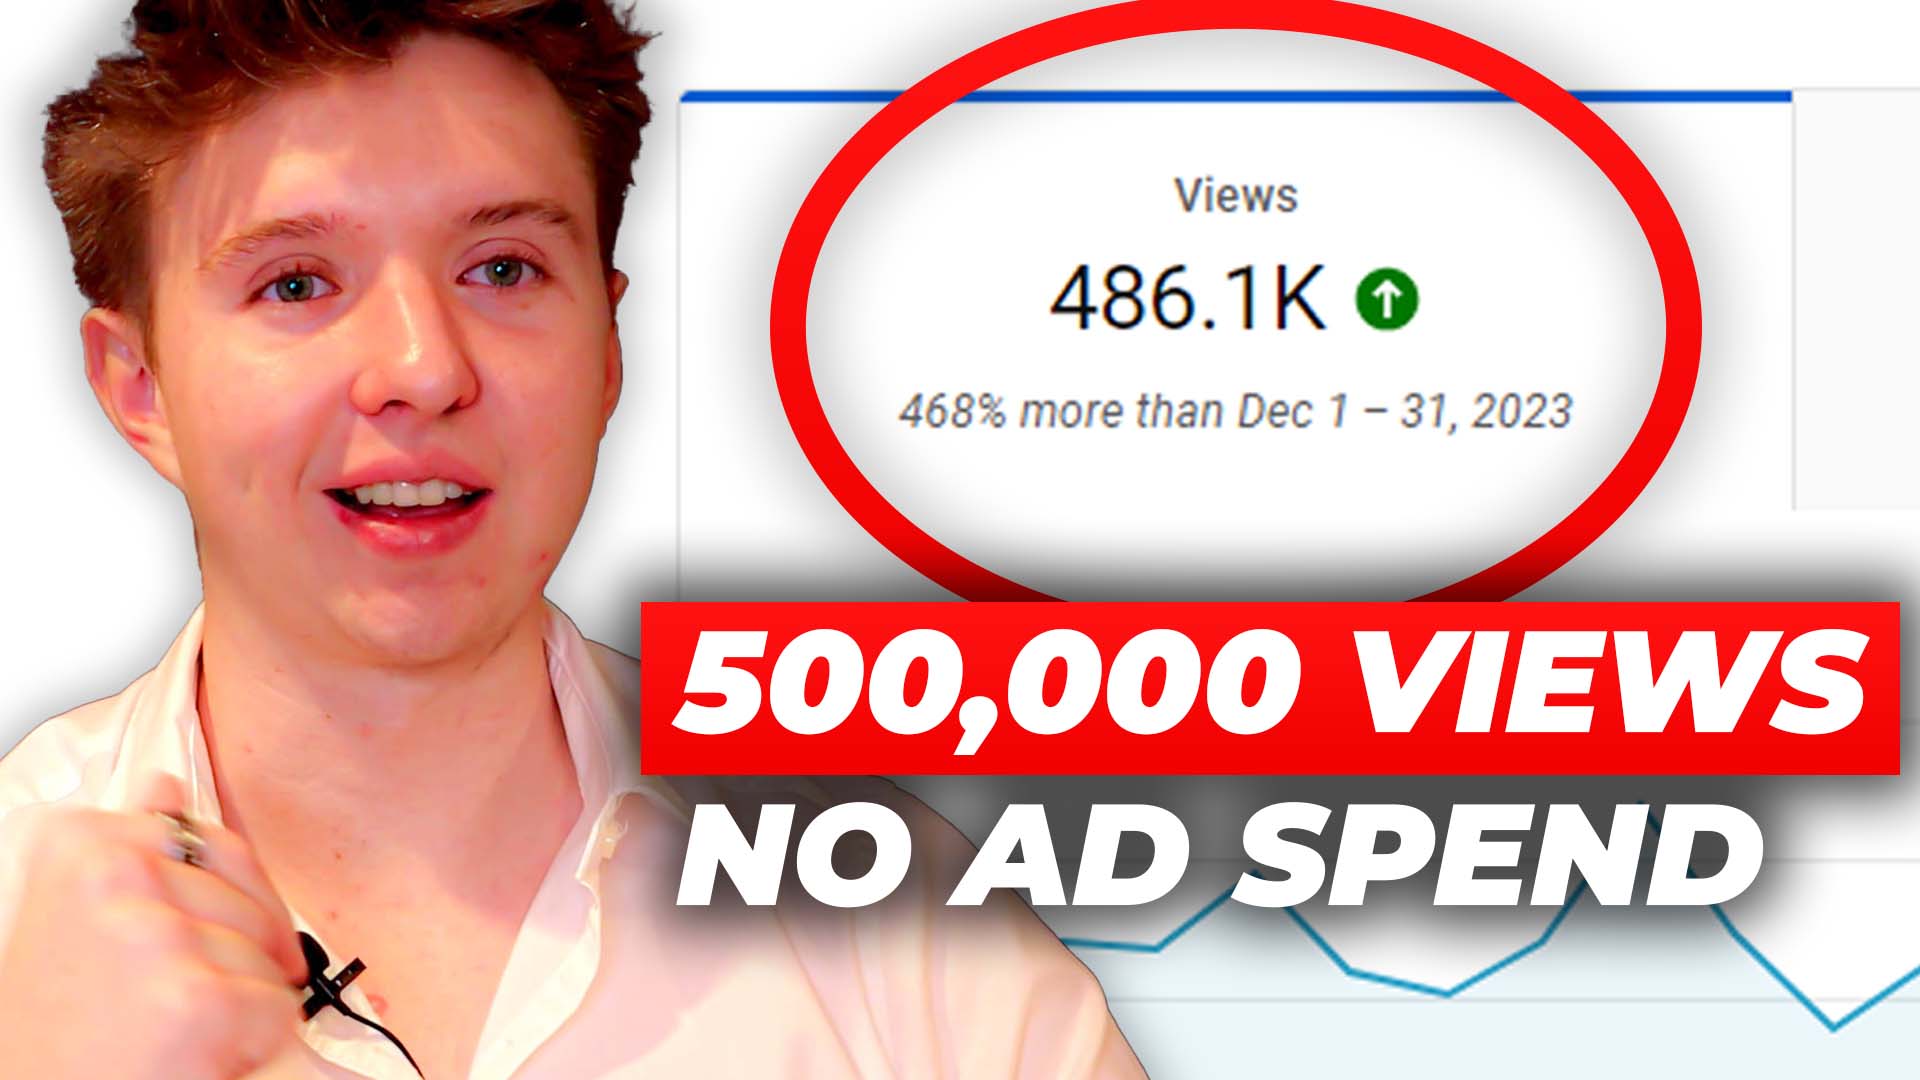 Views
486.1K
468% more than Dec 1 – 31, 2023
500,000 VIEWS
NO AD SPEND